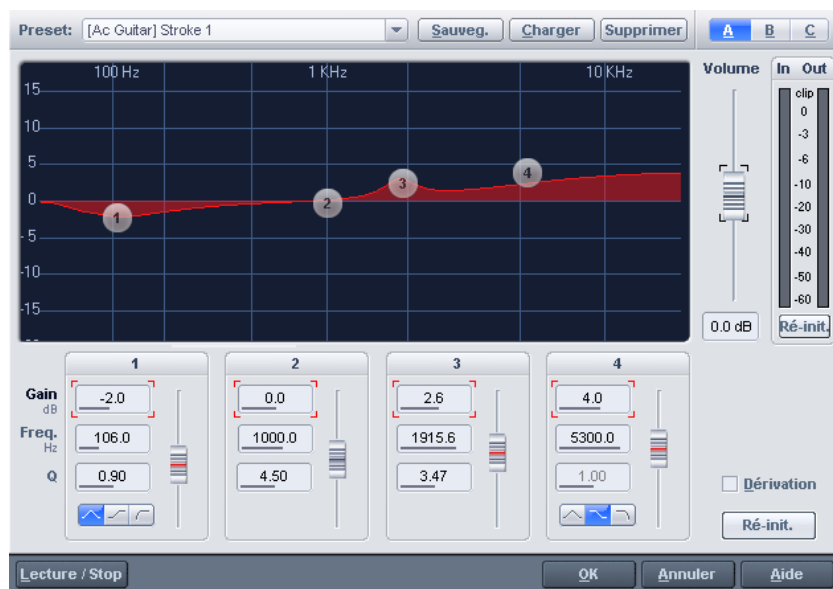 Preset: [Ac Guitar] Stroke 1 Sauveg. Charger Supprimer A B C
100 Hz 1 KHz 10 KHz
15
10
5
0
- 5
-10
-15
1
2
3
4
Volume
0.0 dB
In Out
clip
0
-3
-6
-10
-20
-30
-40
-50
-60
Ré-init.
1 2 3 4
Gain dB -2.0 0.0 2.6 4.0
Freq. Hz 106.0 1000.0 1915.6 5300.0
Q 0.90 4.50 3.47 1.00
Dérivation
Ré-init.
Lecture / Stop OK Annuler Aide